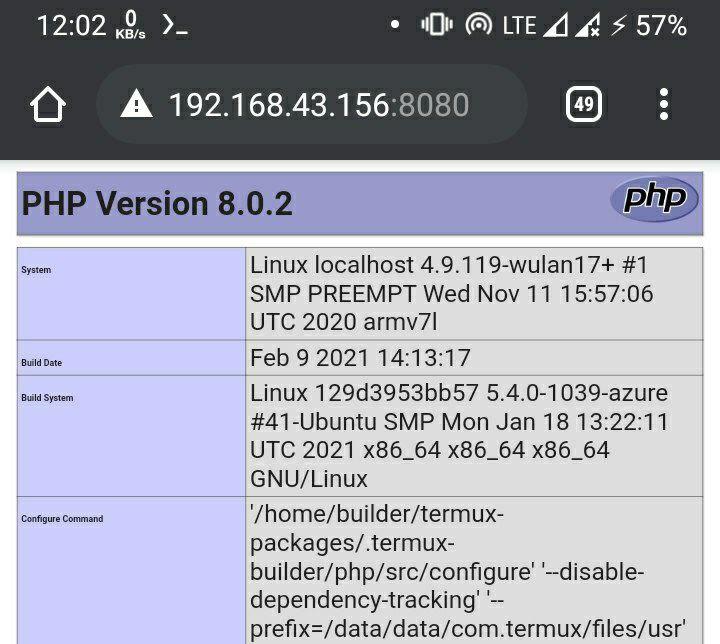 12:02 0 KB/s LTE 57%
192.168.43.156:8080 49
PHP Version 8.0.2 php
System
Linux localhost 4.9.119-wulan17+ #1
SMP PREEMPT Wed Nov 11 15:57:06
UTC 2020 armv7l
Build Date
Feb 9 2021 14:13:17
Build System
Linux 129d3953bb57 5.4.0-1039-azure
#41-Ubuntu SMP Mon Jan 18 13:22:11
UTC 2021 x86_64 x86_64 x86_64
GNU/Linux
Configure Command
'/home/builder/termux-
packages/.termux-
builder/php/src/configure' '--disable-
dependency-tracking' '--
prefix=/data/data/com.termux/files/usr'